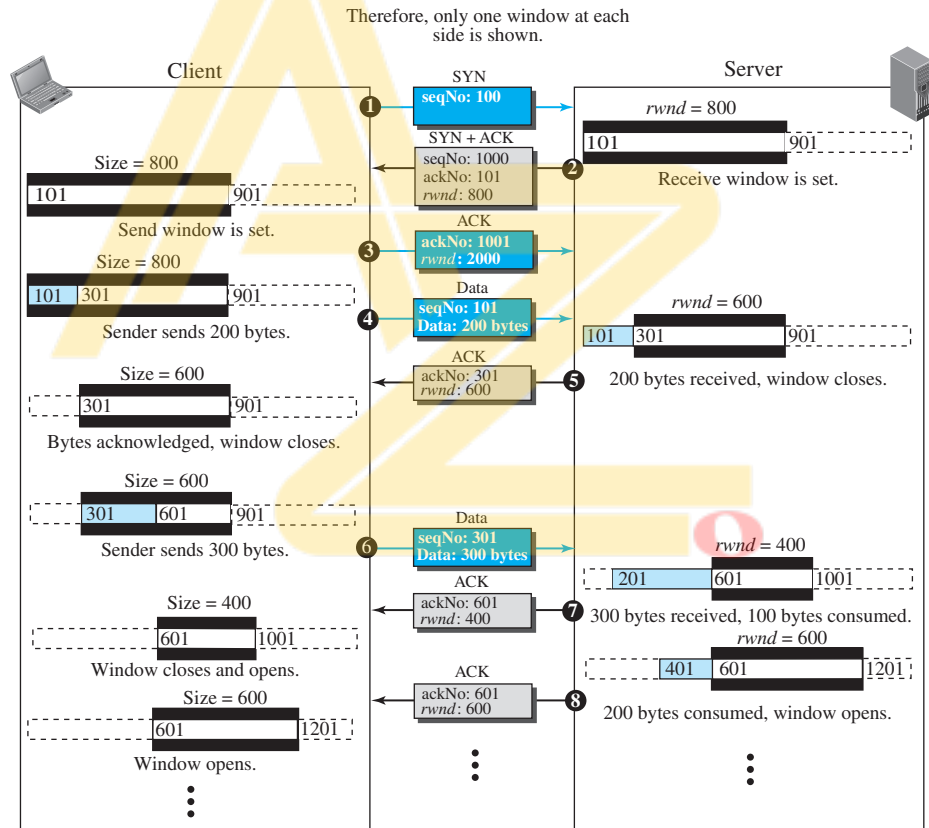 Therefore, only one window at each
side is shown.
Client
Server
SYN
1
seqNo: 100
rwnd = 800
101
901
Receive window is set.
SYN + ACK
seqNo: 1000
ackNo: 101
rwnd: 800
2
Size = 800
101
901
Send window is set.
ACK
3
ackNo: 1001
rwnd: 2000
Size = 800
101
301
901
Sender sends 200 bytes.
Data
4
seqNo: 101
Data: 200 bytes
rwnd = 600
101
301
901
200 bytes received, window closes.
ACK
ackNo: 301
rwnd: 600
5
Size = 600
301
901
Bytes acknowledged, window closes.
Size = 600
301
601
901
Sender sends 300 bytes.
Data
6
seqNo: 301
Data: 300 bytes
rwnd = 400
201
601
1001
300 bytes received, 100 bytes consumed.
ACK
ackNo: 601
rwnd: 400
7
Size = 400
601
1001
Window closes and opens.
rwnd = 600
401
601
1201
200 bytes consumed, window opens.
ACK
ackNo: 601
rwnd: 600
8
Size = 600
601
1201
Window opens.